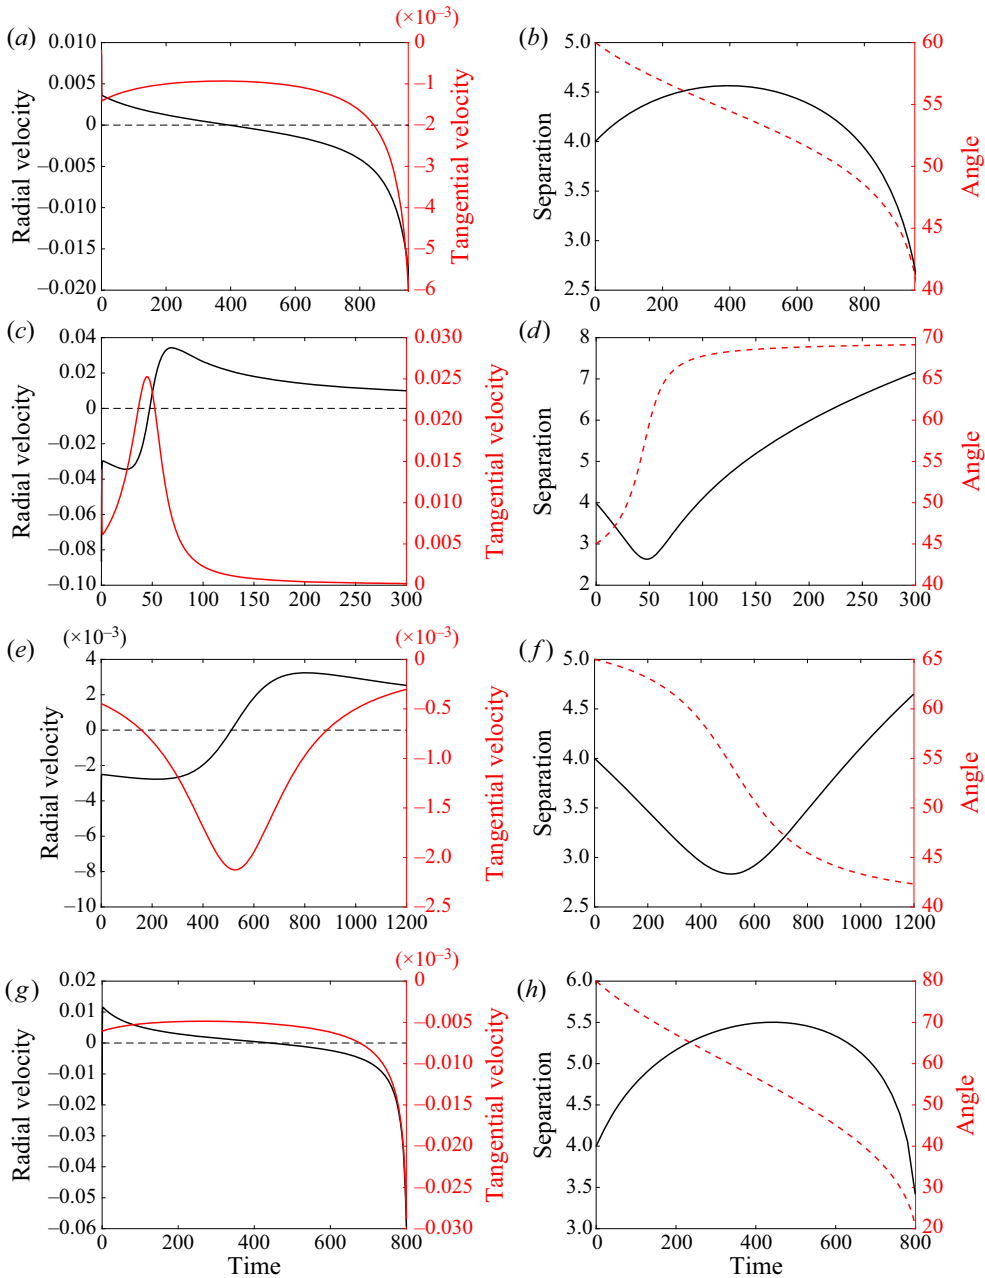 (×10⁻³)
(a) (b)
0.010 0.005 0 –0.005 –0.010 –0.015 –0.020
Radial velocity
0 –1 –2 –3 –4 –5 –6
Tangential velocity
0 200 400 600 800
5.0 4.5 4.0 3.5 3.0 2.5
Separation
60 55 50 45 40
Angle
0 200 400 600 800
(c) (d)
0.04 0.02 0 –0.02 –0.04 –0.06 –0.08 –0.10
Radial velocity
0.030 0.025 0.020 0.015 0.010 0.005 0
Tangential velocity
0 50 100 150 200 250 300
8 7 6 5 4 3 2
Separation
70 65 60 55 50 45 40
Angle
0 50 100 150 200 250 300
(×10⁻³) (×10⁻³)
(e) (f)
4 2 0 –2 –4 –6 –8 –10
Radial velocity
0 –0.5 –1.0 –1.5 –2.0 –2.5
Tangential velocity
0 200 400 600 800 1000 1200
5.0 4.5 4.0 3.5 3.0 2.5
Separation
65 60 55 50 45 40
Angle
0 200 400 600 800 1000 1200
(×10⁻³)
(g) (h)
0.02 0.01 0 –0.01 –0.02 –0.03 –0.04 –0.05 –0.06
Radial velocity
0 –0.005 –0.010 –0.015 –0.020 –0.025 –0.030
Tangential velocity
0 200 400 600 800
Time
6.0 5.5 5.0 4.5 4.0 3.5 3.0
Separation
80 70 60 50 40 30 20
Angle
0 200 400 600 800
Time